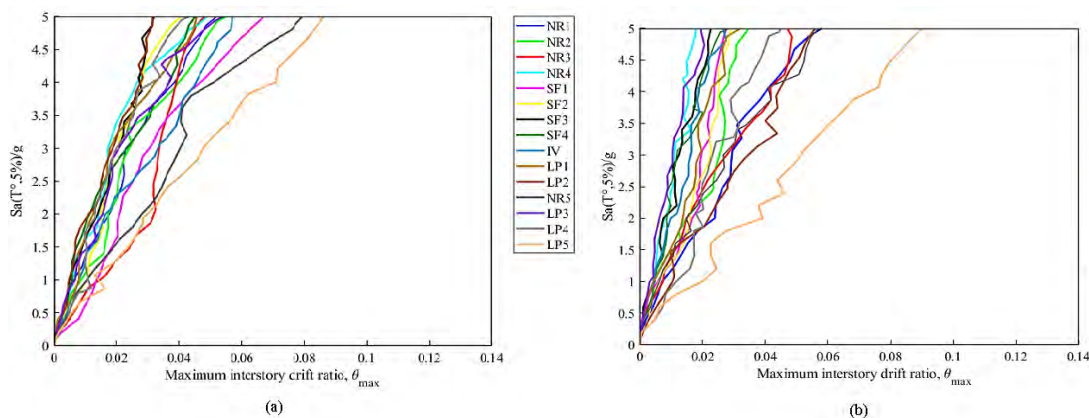 5
4.5
4
3.5
3
2.5
2
1.5
1
0.5
0
Sa(T°,5%)/g
0 0.02 0.04 0.06 0.08 0.1 0.12 0.14
Maximum interstory crift ratio, θmax
(a)
NR1
NR2
NR3
NR4
SF1
SF2
SF3
SF4
IV
LP1
LP2
NR5
LP3
LP4
LP5
5
4.5
4
3.5
3
2.5
2
1.5
1
0.5
0
Sa(T°,5%)/g
0 0.02 0.04 0.06 0.08 0.1 0.12 0.14
Maximum interstory drift ratio, θmax
(b)